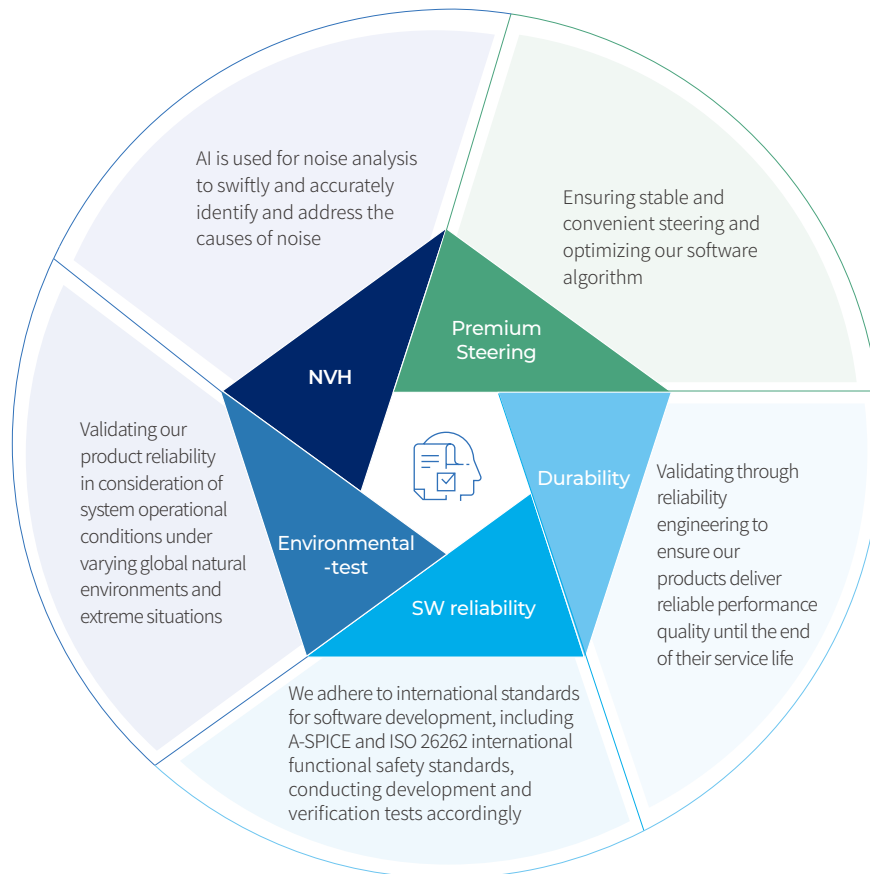 AI is used for noise analysis
to swiftly and accurately
identify and address the
causes of noise
NVH
Ensuring stable and
convenient steering and
optimizing our software
algorithm
Premium
Steering
Validating through
reliability
engineering to
ensure our
products deliver
reliable performance
quality until the end
of their service life
Durability
We adhere to international standards
for software development, including
A-SPICE and ISO 26262 international
functional safety standards,
conducting development and
verification tests accordingly
SW reliability
Validating our
product reliability
in consideration of
system operational
conditions under
varying global natural
environments and
extreme situations
Environmental
-test